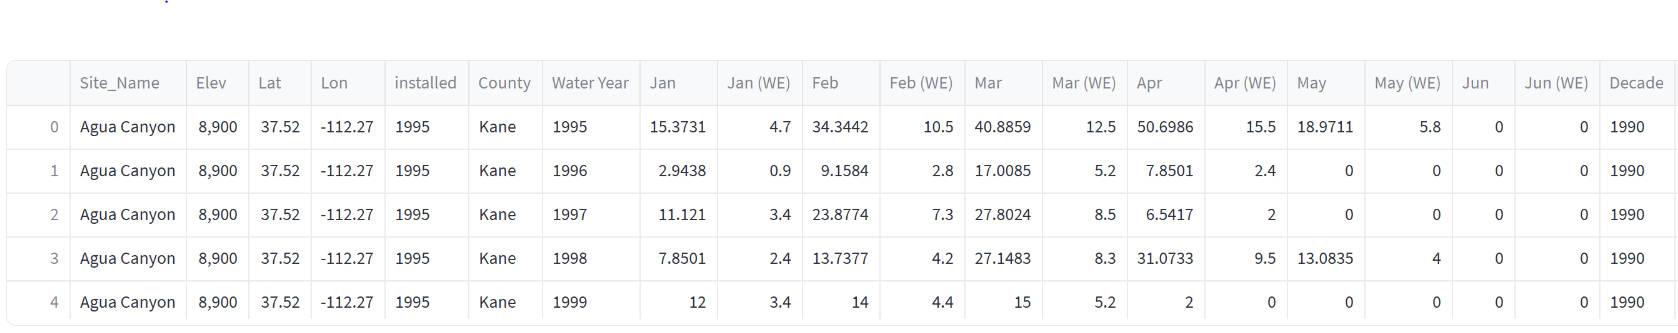 Site_Name Elev Lat Lon installed County Water Year Jan Jan (WE) Feb Feb (WE) Mar Mar (WE) Apr Apr (WE) May May (WE) Jun Jun (WE) Decade
0 Agua Canyon 8,900 37.52 -112.27 1995 Kane 1995 15.3731 4.7 34.3442 10.5 40.8859 12.5 50.6986 15.5 18.9711 5.8 0 0 1990
1 Agua Canyon 8,900 37.52 -112.27 1995 Kane 1996 2.9438 0.9 9.1584 2.8 17.0085 5.2 7.8501 2.4 0 0 0 0 1990
2 Agua Canyon 8,900 37.52 -112.27 1995 Kane 1997 11.121 3.4 23.8774 7.3 27.8024 8.5 6.5417 2 0 0 0 0 1990
3 Agua Canyon 8,900 37.52 -112.27 1995 Kane 1998 7.8501 2.4 13.7377 4.2 27.1483 8.3 31.0733 9.5 13.0835 4 0 0 1990
4 Agua Canyon 8,900 37.52 -112.27 1995 Kane 1999 12 3.4 14 4.4 15 5.2 2 0 0 0 0 0 1990